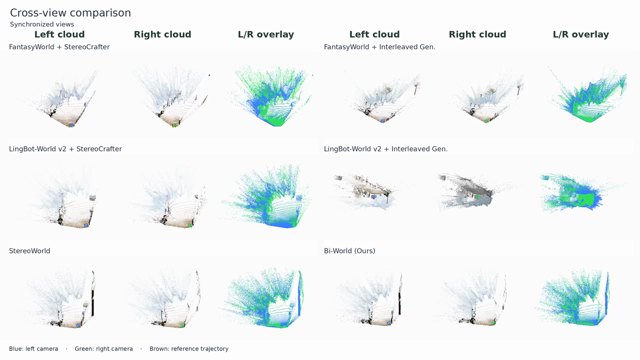 Cross-view comparison
Synchronized views
Left cloud Right cloud L/R overlay Left cloud Right cloud L/R overlay
FantasyWorld + StereoCrafter FantasyWorld + Interleaved Gen.
LingBot-World v2 + StereoCrafter LingBot-World v2 + Interleaved Gen.
StereoWorld Bi-World (Ours)
Blue: left camera · Green: right camera · Brown: reference trajectory